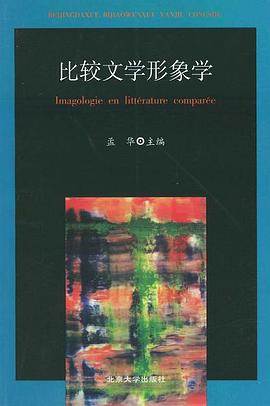 BEIJINGDAXUE BIJIAOWENXUE YANJIU CONGSHU
比较文学形象学
Imagologie en littérature comparée
孟 华 主编
北京大学出版社